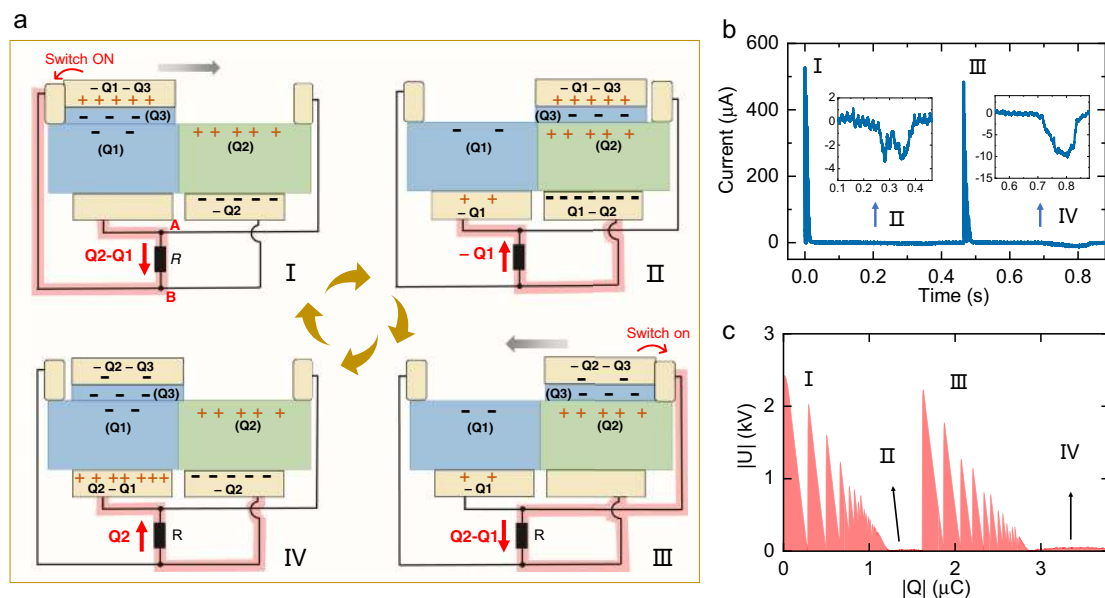 a
Switch ON
– Q1 – Q3
+ + + + +
– – – (Q3)
– –
(Q1)
+ + + + +
(Q2)
– Q2
A
Q2-Q1
R
B
I
– Q1 – Q3
+ + + + +
(Q3) – – –
– –
(Q1)
+ + + + +
(Q2)
+ +
– Q1
Q1 – Q2
– Q1
II
– Q2 – Q3
– –
– – – (Q3)
– –
(Q1)
+ + + + +
(Q2)
+ + + + + + +
Q2 – Q1
– Q2
Q2
R
IV
Switch on
– Q2 – Q3
– –
(Q3) – – –
– –
(Q1)
+ + + + +
(Q2)
+ +
– Q1
Q2-Q1
R
III
b
600
500
400
300
200
100
0
Current (µA)
0.0 0.2 0.4 0.6 0.8
Time (s)
I
III
2
0
-2
-4
0.1 0.2 0.3 0.4
II
0
-5
-10
-15
0.6 0.7 0.8
IV
c
3
2
1
0
|U| (kV)
0 1 2 3
|Q| (µC)
I
II
III
IV